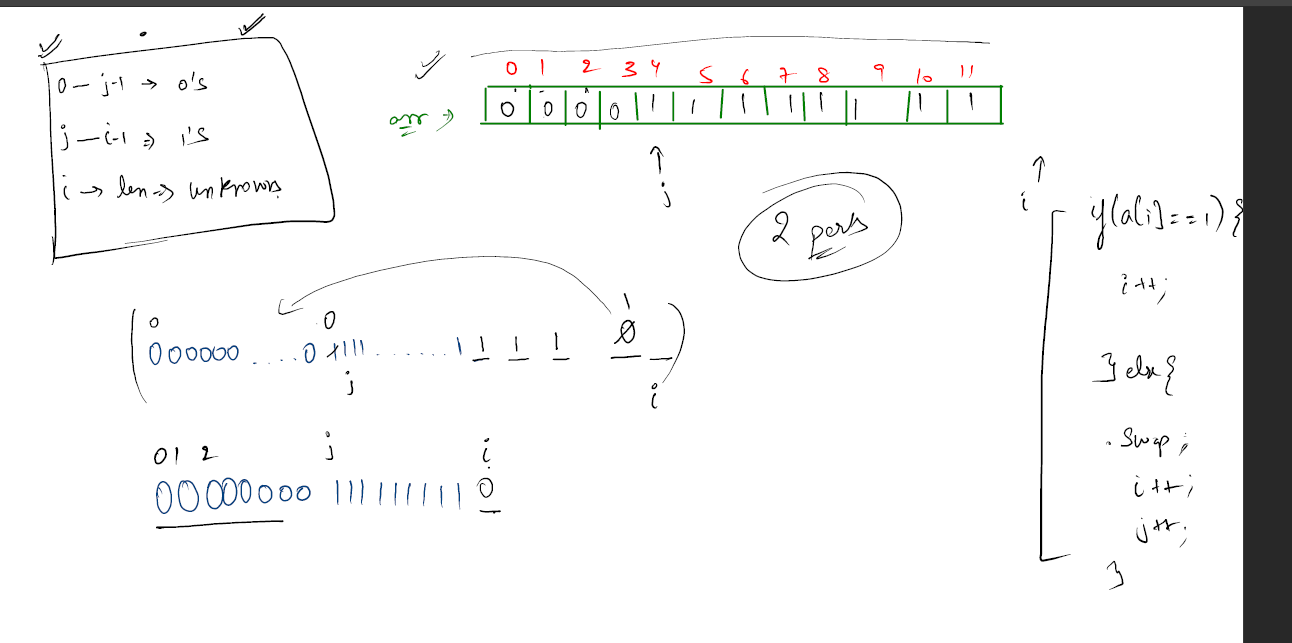 0 - j-1 → 0's
j - i-1 ⇒ 1's
i → len ⇒ unknowns
0 1 2 3 4 5 6 7 8 9 10 11
arr → 0 0 0 0 1 1 1 1 1 1 1 1
j
i
2
if(a[i]==1){
i++;
}else{
. Swap;
i++;
j++;
}
0 0 1
000000 .... 0 1111 ....... 1 1 1 1 0
j i
0 1 2 j i
00000000 1111111111 0